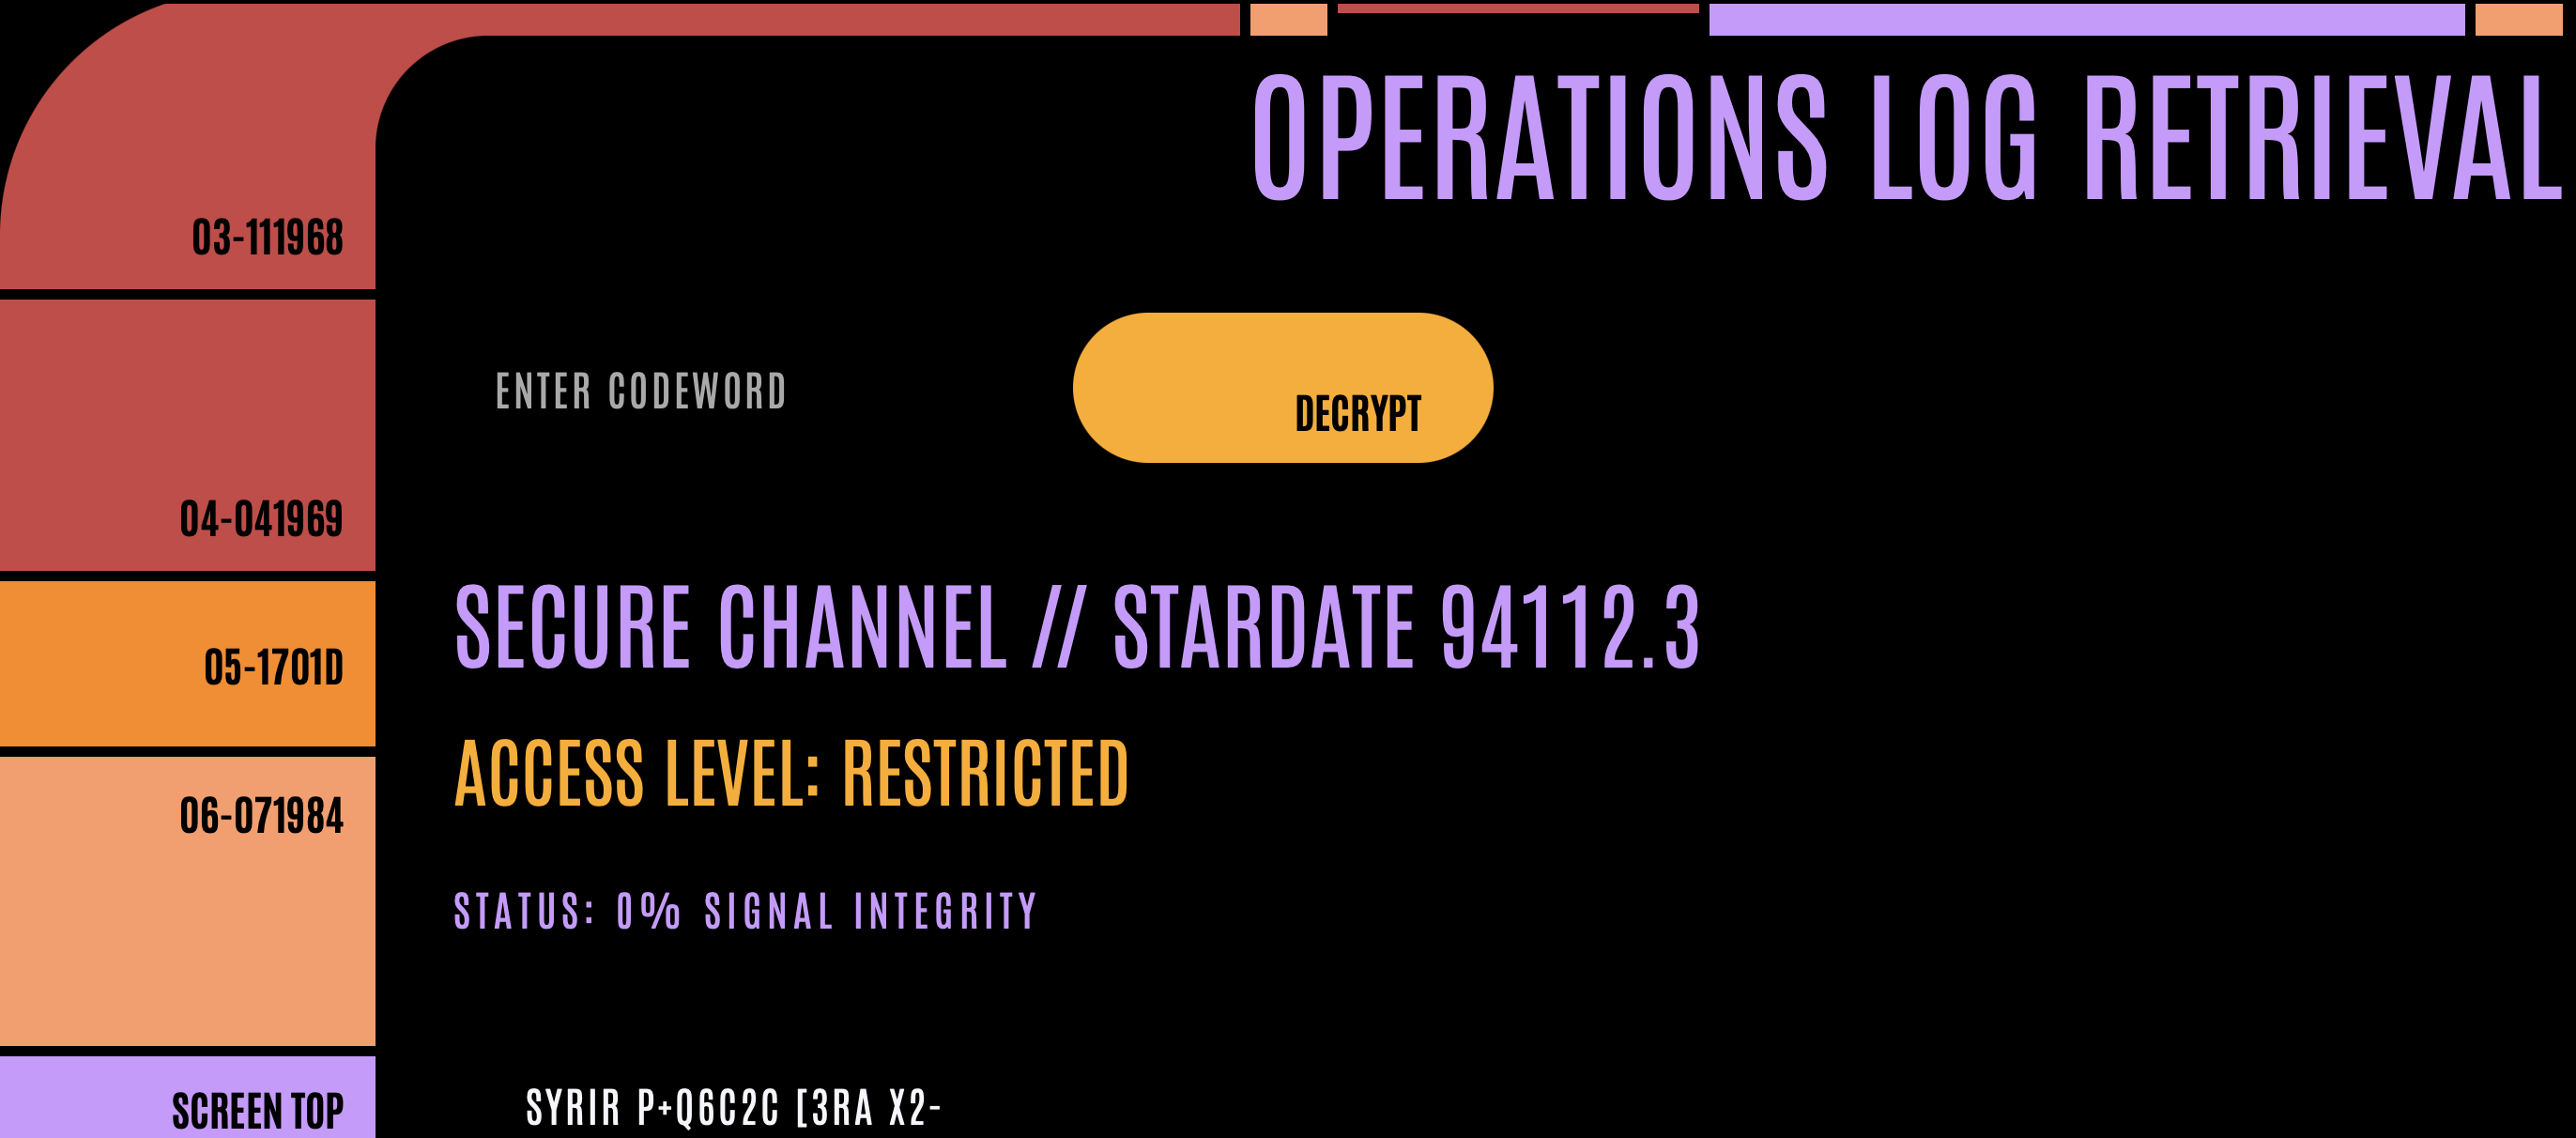 OPERATIONS LOG RETRIEVAL
03-111968
ENTER CODEWORD
DECRYPT
04-041969
SECURE CHANNEL // STARDATE 94112.3
05-1701D
ACCESS LEVEL: RESTRICTED
06-071984
STATUS: 0% SIGNAL INTEGRITY
SCREEN TOP
SYRIR P+Q6C2C [3RA X2-